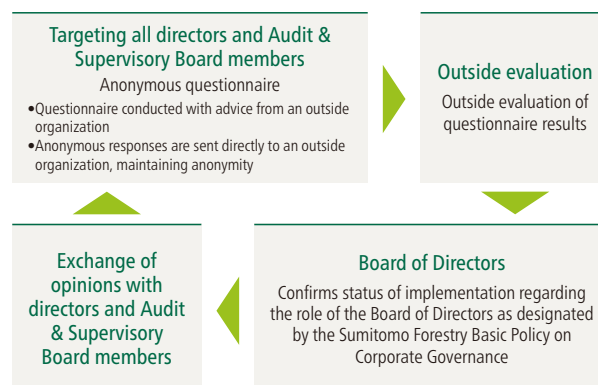 Targeting all directors and Audit &
Supervisory Board members
Anonymous questionnaire
•Questionnaire conducted with advice from an outside
organization
•Anonymous responses are sent directly to an outside
organization, maintaining anonymity
Outside evaluation
Outside evaluation of
questionnaire results
Board of Directors
Confirms status of implementation regarding
the role of the Board of Directors as designated
by the Sumitomo Forestry Basic Policy on
Corporate Governance
Exchange of
opinions with
directors and Audit
& Supervisory
Board members